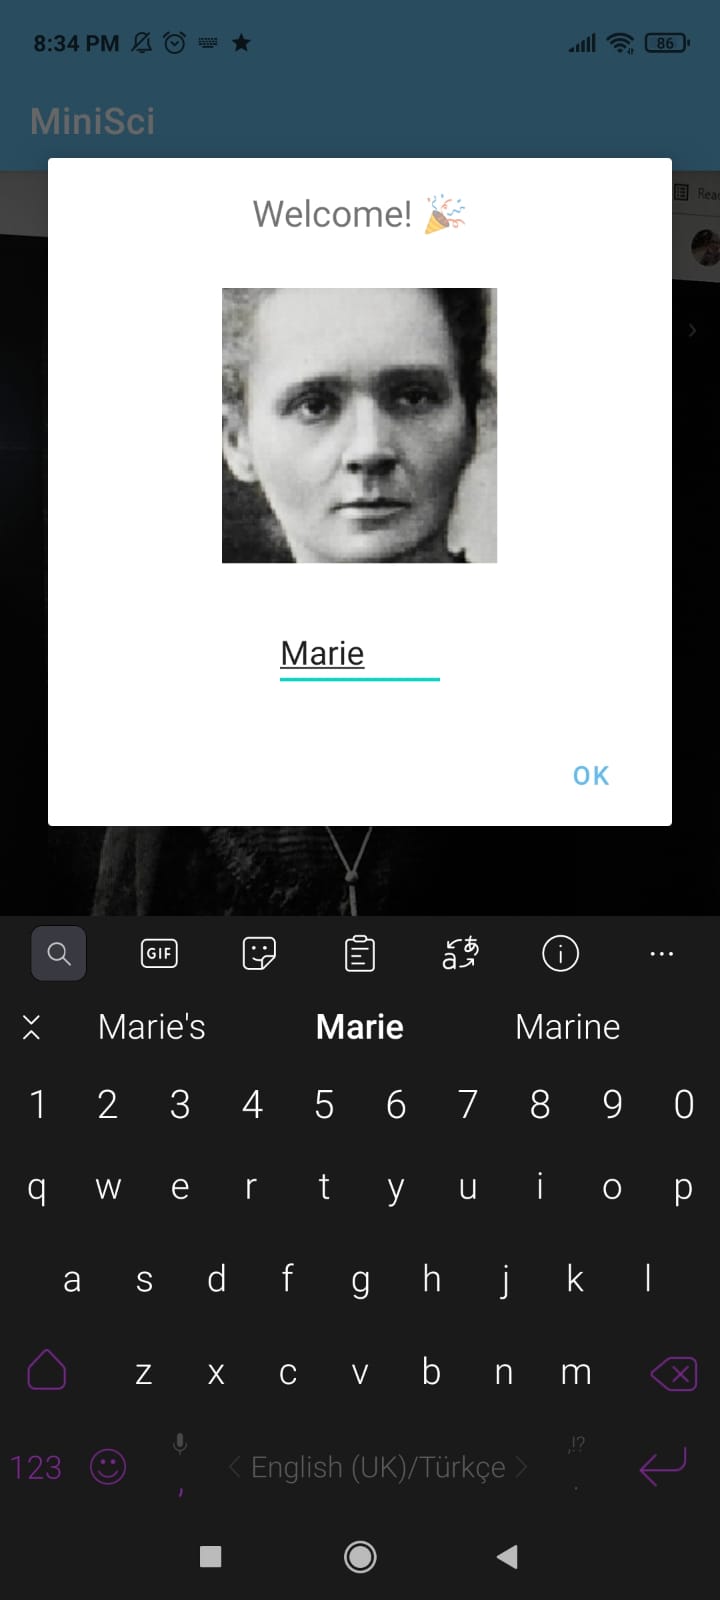 8:34 PM
86
MiniSci
Welcome! 🎉
Marie
OK
GIF
あ
a
Marie's Marie Marine
1 2 3 4 5 6 7 8 9 0
q w e r t y u i o p
a s d f g h j k l
z x c v b n m
,!?
123 , English (UK)/Türkçe .